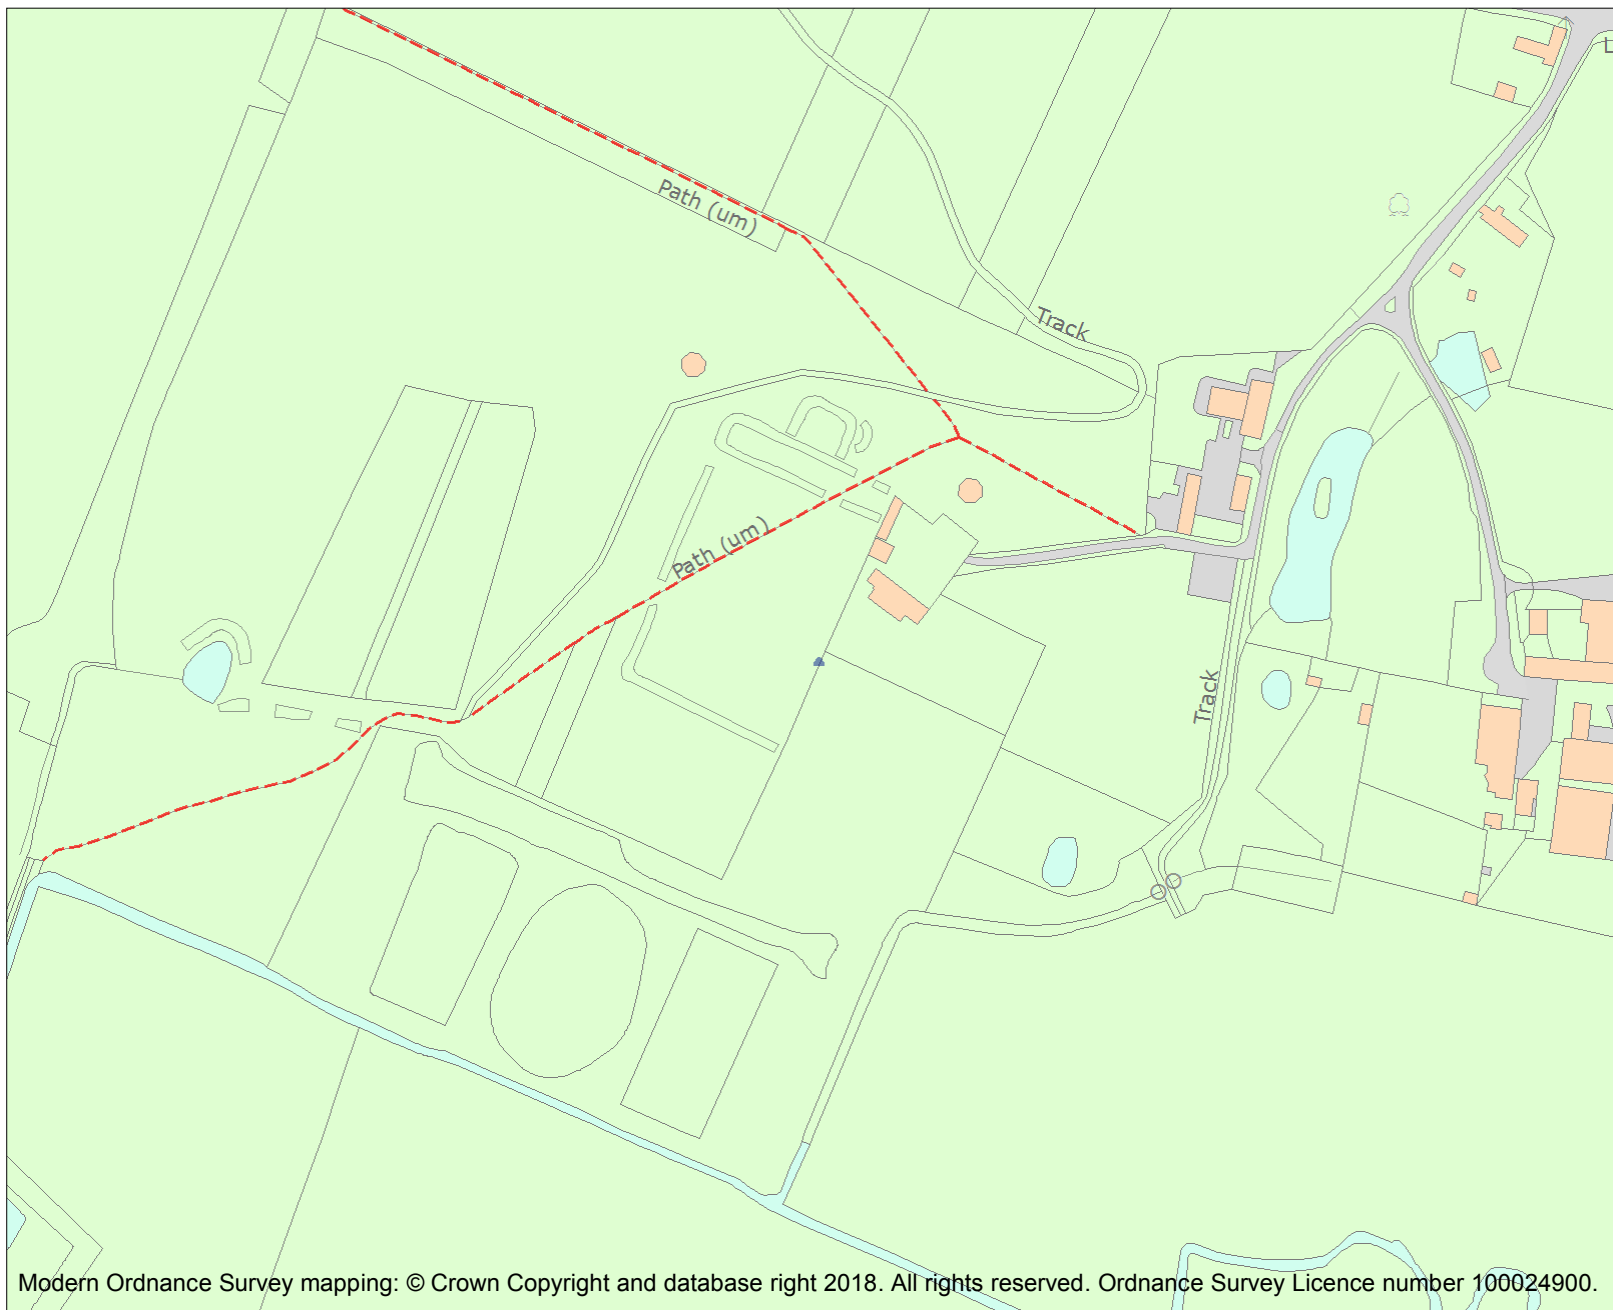 L
Path (um)
Track
Path (um)
Track
Modern Ordnance Survey mapping: © Crown Copyright and database right 2018. All rights reserved. Ordnance Survey Licence number 100024900.